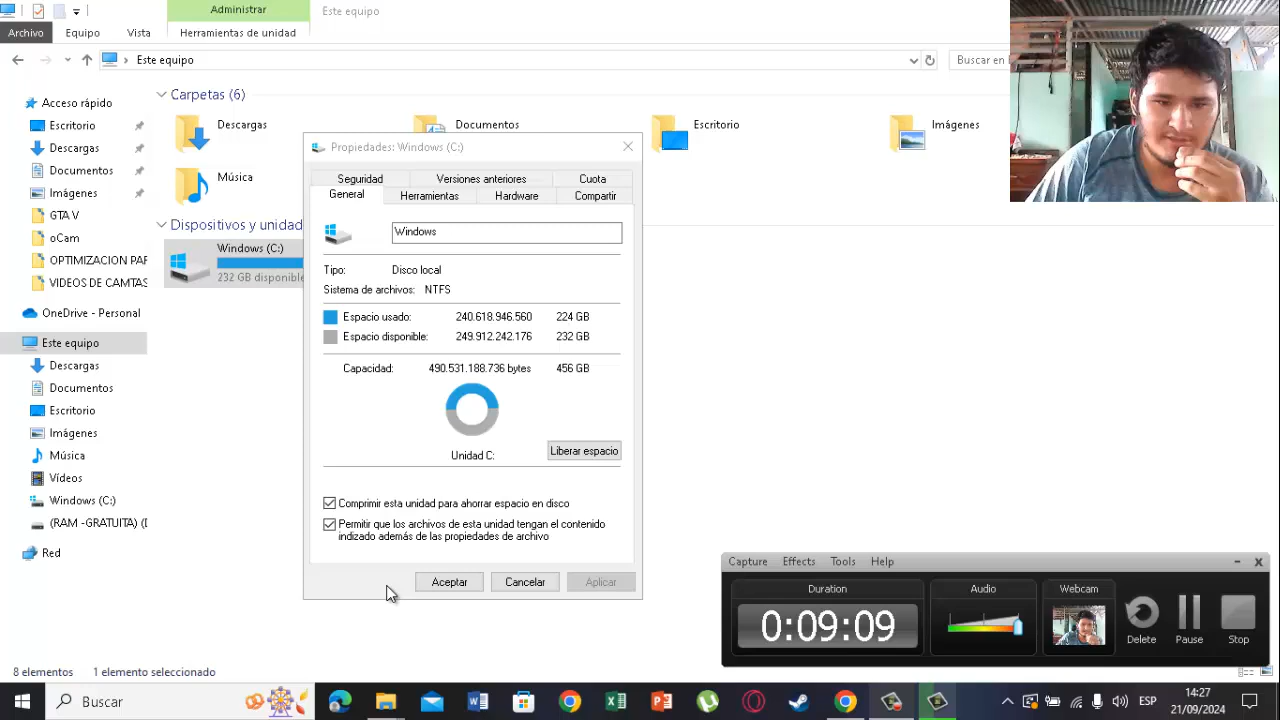 Administrar
Este equipo
Archivo
Equipo
Vista
Herramientas de unidad
Este equipo
Buscar en
Acceso rápido
Escritorio
Descargas
Documentos
Imágenes
GTA V
oCam
OPTIMIZACION PAR
VIDEOS DE CAMTAS
OneDrive - Personal
Este equipo
Descargas
Documentos
Escritorio
Imágenes
Música
Vídeos
Windows (C:)
(RAM -GRATUITA) (I
Red
Carpetas (6)
Descargas
Documentos
Escritorio
Imágenes
Música
Dispositivos y unidad
Windows (C:)
232 GB disponible
Propiedades: Windows (C:)
Seguridad
Versiones anteriores
Cuota
General
Herramientas
Hardware
Compartir
Windows
Tipo: Disco local
Sistema de archivos: NTFS
Espacio usado: 240.618.946.560 224 GB
Espacio disponible: 249.912.242.176 232 GB
Capacidad: 490.531.188.736 bytes 456 GB
Unidad C:
Liberar espacio
Comprimir esta unidad para ahorrar espacio en disco
Permitir que los archivos de esta unidad tengan el contenido
indizado además de las propiedades de archivo
Aceptar
Cancelar
Aplicar
Capture
Effects
Tools
Help
Duration
Audio
Webcam
0:09:09
Delete
Pause
Stop
8 elementos
1 elemento seleccionado
Buscar
ESP
14:27
21/09/2024